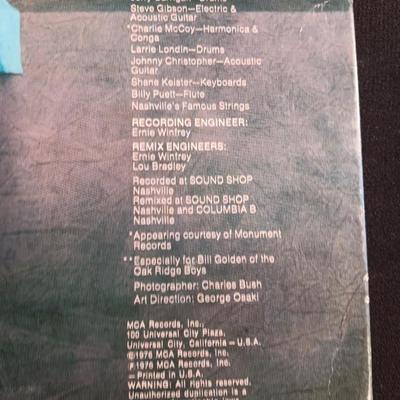 Steve Gibson—Electric &
Acoustic Guitar
*Charlie McCoy—Harmonica &
Conga
Larrie Londin—Drums
Johnny Christopher—Acoustic
Guitar
Shane Keister—Keyboards
Billy Puett—Flute
Nashville's Famous Strings
RECORDING ENGINEER:
Ernie Winfrey
REMIX ENGINEERS:
Ernie Winfrey
Lou Bradley
Recorded at SOUND SHOP
Nashville
Remixed at SOUND SHOP
Nashville and COLUMBIA B
Nashville
*Appearing courtesy of Monument
Records
**Especially for Bill Golden of the
Oak Ridge Boys
Photographer: Charles Bush
Art Direction: George Osaki
MCA Records, Inc.,
100 Universal City Plaza,
Universal City, California – U.S.A.
©1976 MCA Records, Inc.
℗1976 MCA Records, Inc.
– Printed in U.S.A.
WARNING: All rights reserved.
Unauthorized duplication is a